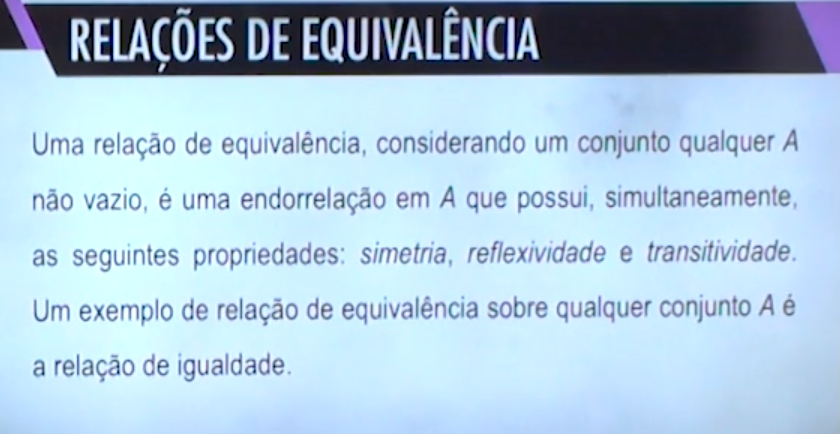 RELAÇÕES DE EQUIVALÊNCIA
Uma relação de equivalência, considerando um conjunto qualquer A
não vazio, é uma endorrelação em A que possui, simultaneamente,
as seguintes propriedades: simetria, reflexividade e transitividade.
Um exemplo de relação de equivalência sobre qualquer conjunto A é
a relação de igualdade.